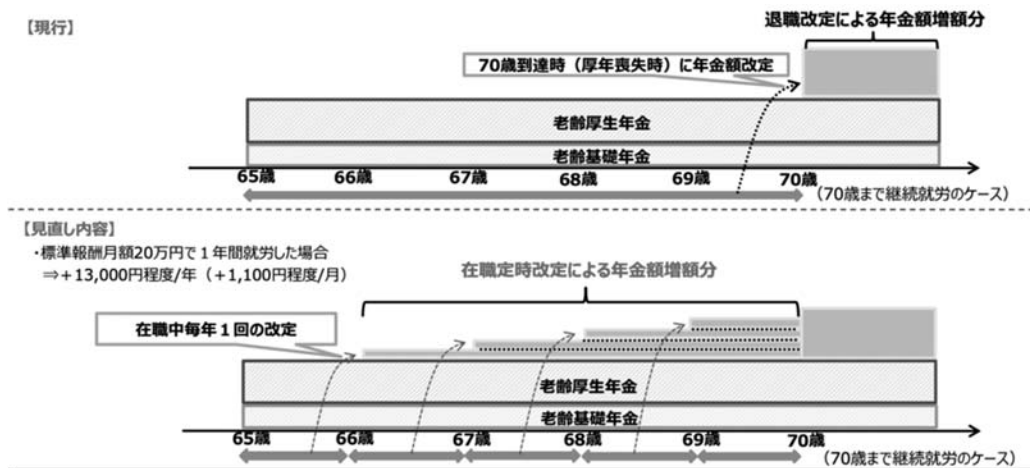 【現行】
退職改定による年金額増額分
70歳到達時（厚年喪失時）に年金額改定
老齢厚生年金
老齢基礎年金
65歳 66歳 67歳 68歳 69歳 70歳
（70歳まで継続就労のケース）
【見直し内容】
・標準報酬月額20万円で１年間就労した場合
⇒＋13,000円程度/年（＋1,100円程度/月）
在職定時改定による年金額増額分
在職中毎年１回の改定
老齢厚生年金
老齢基礎年金
65歳 66歳 67歳 68歳 69歳 70歳
（70歳まで継続就労のケース）